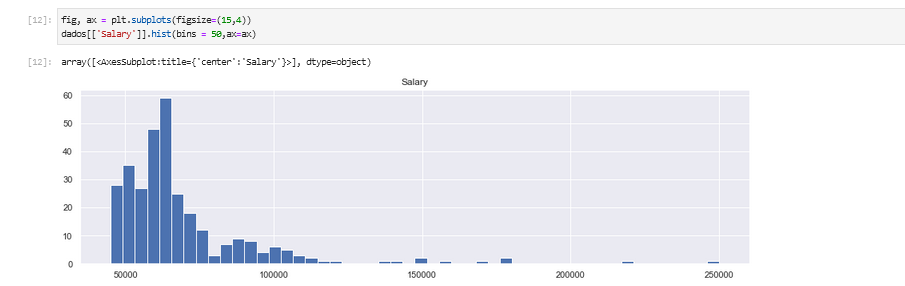 [12]: fig, ax = plt.subplots(figsize=(15,4))
dados[['Salary']].hist(bins = 50,ax=ax)
[12]: array([<AxesSubplot:title={'center':'Salary'}>], dtype=object)
Salary
60
50
40
30
20
10
0
50000 100000 150000 200000 250000